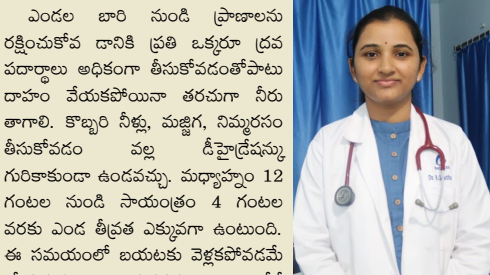 ఎండల బారి నుండి ప్రాణాలను
రక్షించుకోవ డానికి ప్రతి ఒక్కరూ ద్రవ
పదార్థాలు అధికంగా తీసుకోవడంతోపాటు
దాహం వేయకపోయినా తరచుగా నీరు
తాగాలి. కొబ్బరి నీళ్లు, మజ్జిగ, నిమ్మరసం
తీసుకోవడం వల్ల డీహైడ్రేషన్కు
గురికాకుండా ఉండవచ్చు. మధ్యాహ్నం 12
గంటల నుండి సాయంత్రం 4 గంటల
వరకు ఎండ తీవ్రత ఎక్కువగా ఉంటుంది.
ఈ సమయంలో బయటకు వెళ్లకపోవడమే